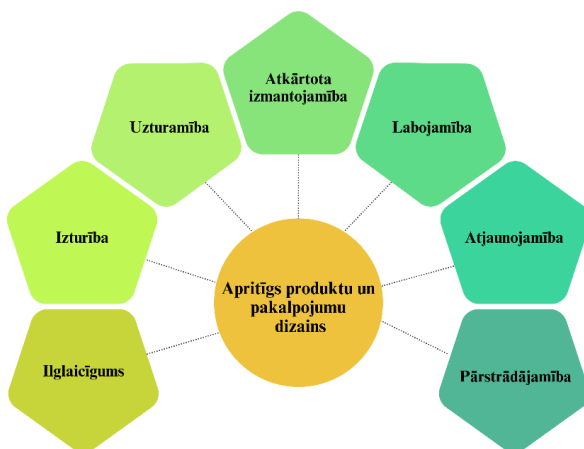 Atkārtota
izmantojamība
Uzturamība
Labojamība
Izturība
Atjaunojamība
Apritīgs produktu un
pakalpojumu
dizains
Ilglaicīgums
Pārstrādājamība